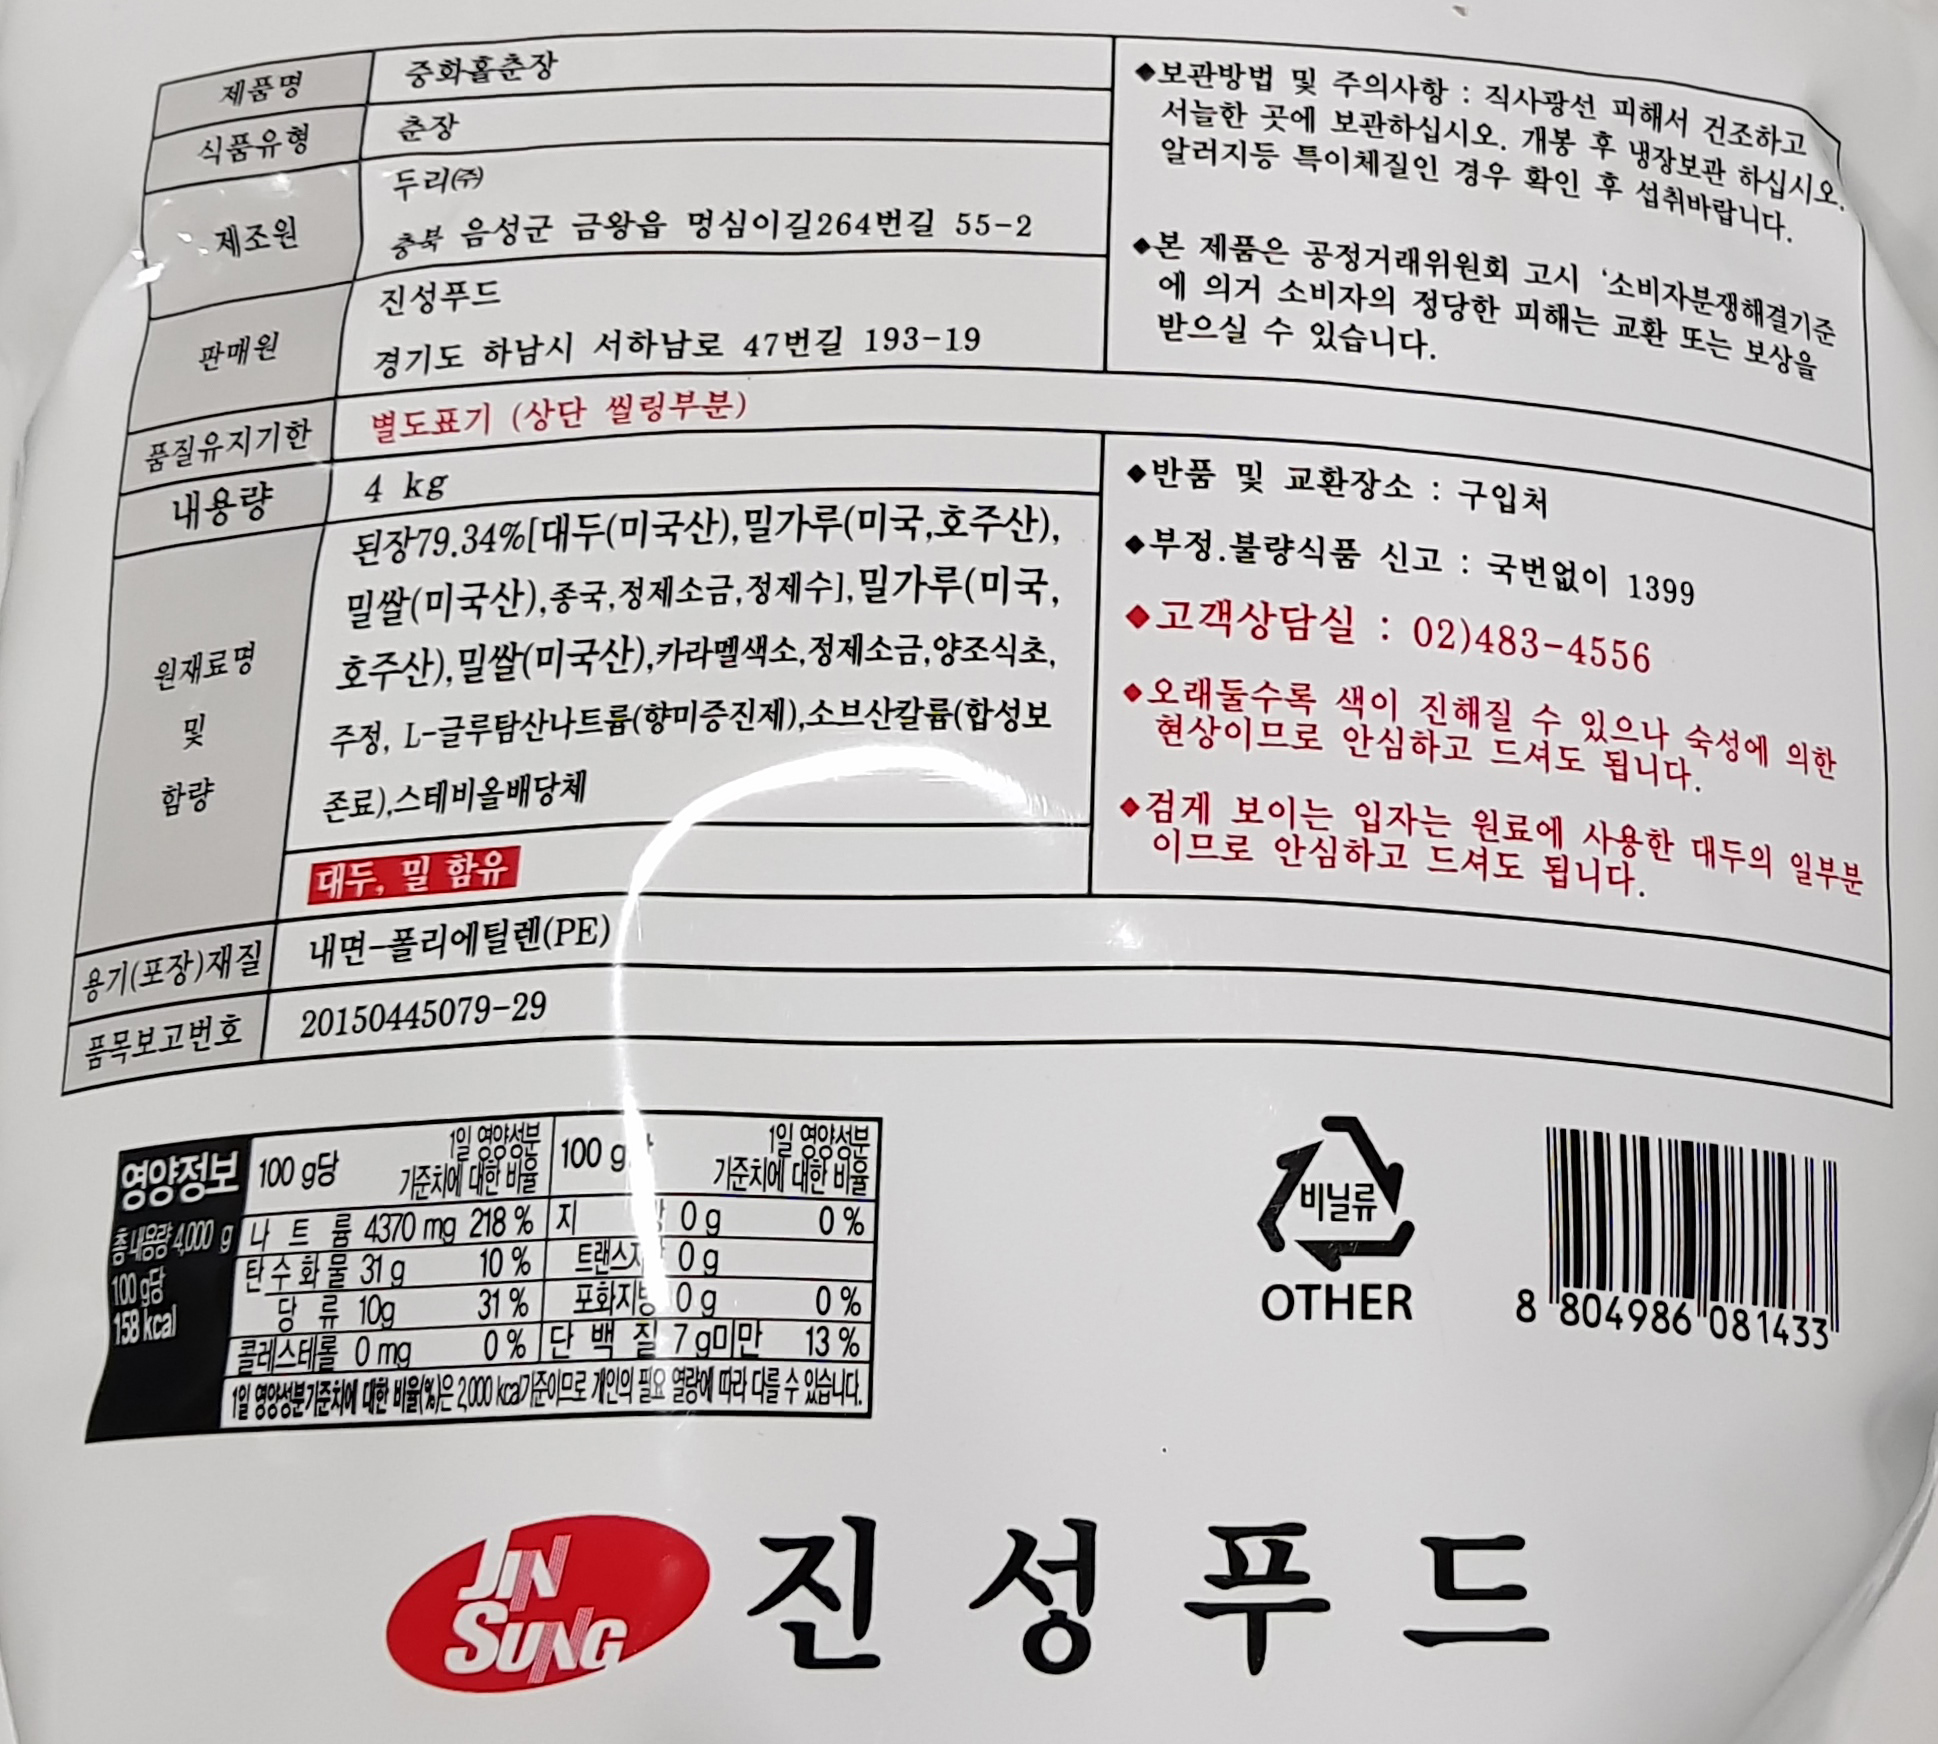 제품명 중화홀춘장
식품유형 춘장
제조원 두리㈜
충북 음성군 금왕읍 멍심이길264번길 55-2
판매원 진성푸드
경기도 하남시 서하남로 47번길 193-19
품질유지기한 별도표기 (상단 씰링부분)
내용량 4 kg
원재료명
및
함량
된장79.34%[대두(미국산),밀가루(미국,호주산),
밀쌀(미국산),종국,정제소금,정제수],밀가루(미국,
호주산),밀쌀(미국산),카라멜색소,정제소금,양조식초,
주정, L-글루탐산나트륨(향미증진제),소브산칼륨(합성보
존료),스테비올배당체
대두, 밀 함유
용기(포장)재질 내면-폴리에틸렌(PE)
품목보고번호 20150445079-29
◆보관방법 및 주의사항 : 직사광선 피해서 건조하고
서늘한 곳에 보관하십시오. 개봉 후 냉장보관 하십시오.
알러지등 특이체질인 경우 확인 후 섭취바랍니다.
◆본 제품은 공정거래위원회 고시 '소비자분쟁해결기준
에 의거 소비자의 정당한 피해는 교환 또는 보상을
받으실 수 있습니다.
◆반품 및 교환장소 : 구입처
◆부정.불량식품 신고 : 국번없이 1399
◆고객상담실 : 02)483-4556
◆오래둘수록 색이 진해질 수 있으나 숙성에 의한
현상이므로 안심하고 드셔도 됩니다.
◆검게 보이는 입자는 원료에 사용한 대두의 일부분
이므로 안심하고 드셔도 됩니다.
영양정보
총 내용량 4,000 g
100 g당
158 kcal
100 g당 1일 영양성분
기준치에 대한 비율
나 트 륨 4370 mg 218 %
탄수화물 31 g 10 %
당 류 10g 31 %
콜레스테롤 0 mg 0 %
100 g 1일 영양성분
기준치에 대한 비율
지 0 g 0 %
트랜스지 0 g
포화지방 0 g 0 %
단 백 질 7 g미만 13 %
1일 영양성분기준치에 대한 비율(%)은 2,000 kcal기준이므로 개인의 필요 열량에 따라 다를 수 있습니다.
비닐류
OTHER
8 804986 081433
JIN
SUNG
진성푸드